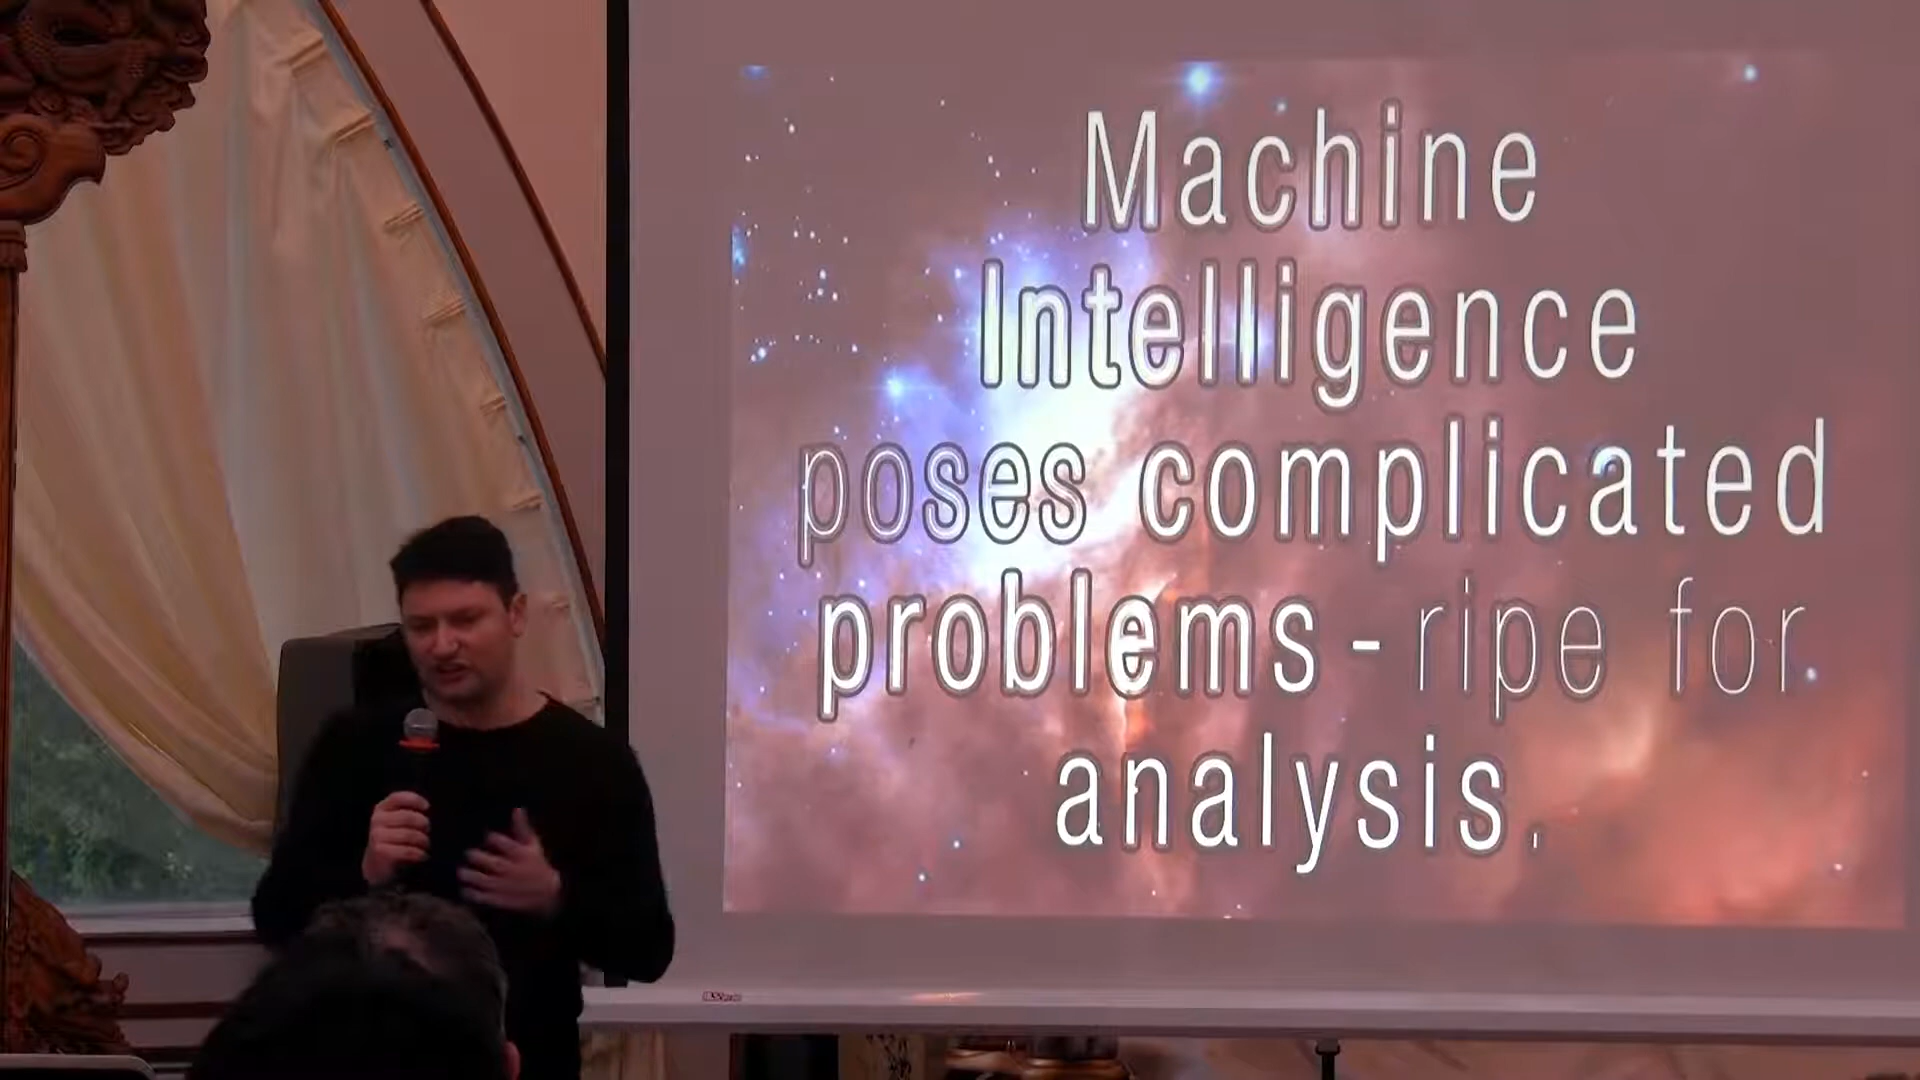 Machine
Intelligence
poses complicated
problems - ripe for
analysis.